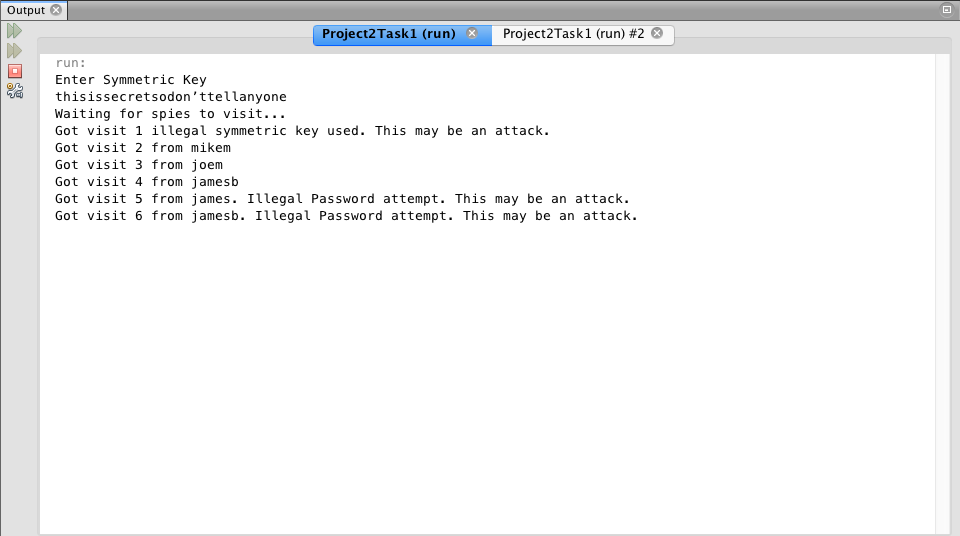 Output
Project2Task1 (run) Project2Task1 (run) #2
run:
Enter Symmetric Key
thisissecretsodon’ttellanyone
Waiting for spies to visit...
Got visit 1 illegal symmetric key used. This may be an attack.
Got visit 2 from mikem
Got visit 3 from joem
Got visit 4 from jamesb
Got visit 5 from james. Illegal Password attempt. This may be an attack.
Got visit 6 from jamesb. Illegal Password attempt. This may be an attack.